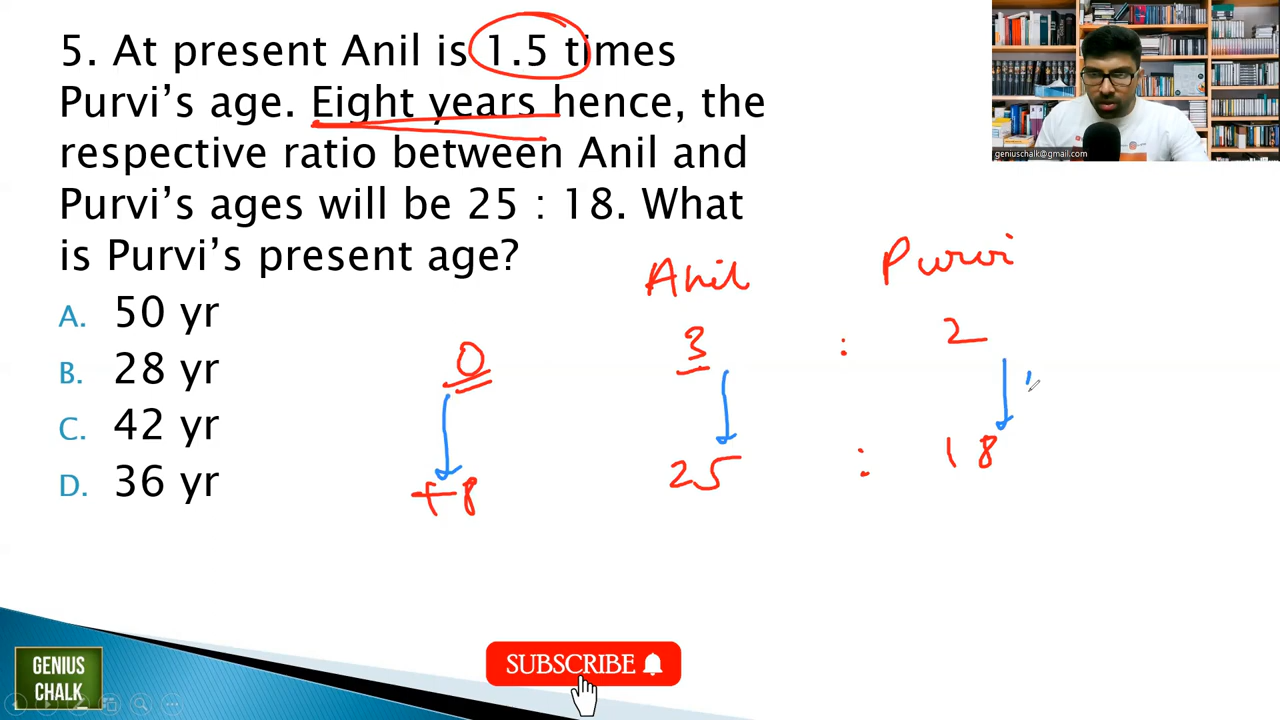 5. At present Anil is 1.5 times
Purvi’s age. Eight years hence, the
respective ratio between Anil and
Purvi’s ages will be 25 : 18. What
is Purvi’s present age?
A. 50 yr
B. 28 yr
C. 42 yr
D. 36 yr
Anil Purvi
0 3 : 2
+8 25 : 18
geniuschalk@gmail.com
SUBSCRIBE
GENIUS
CHALK